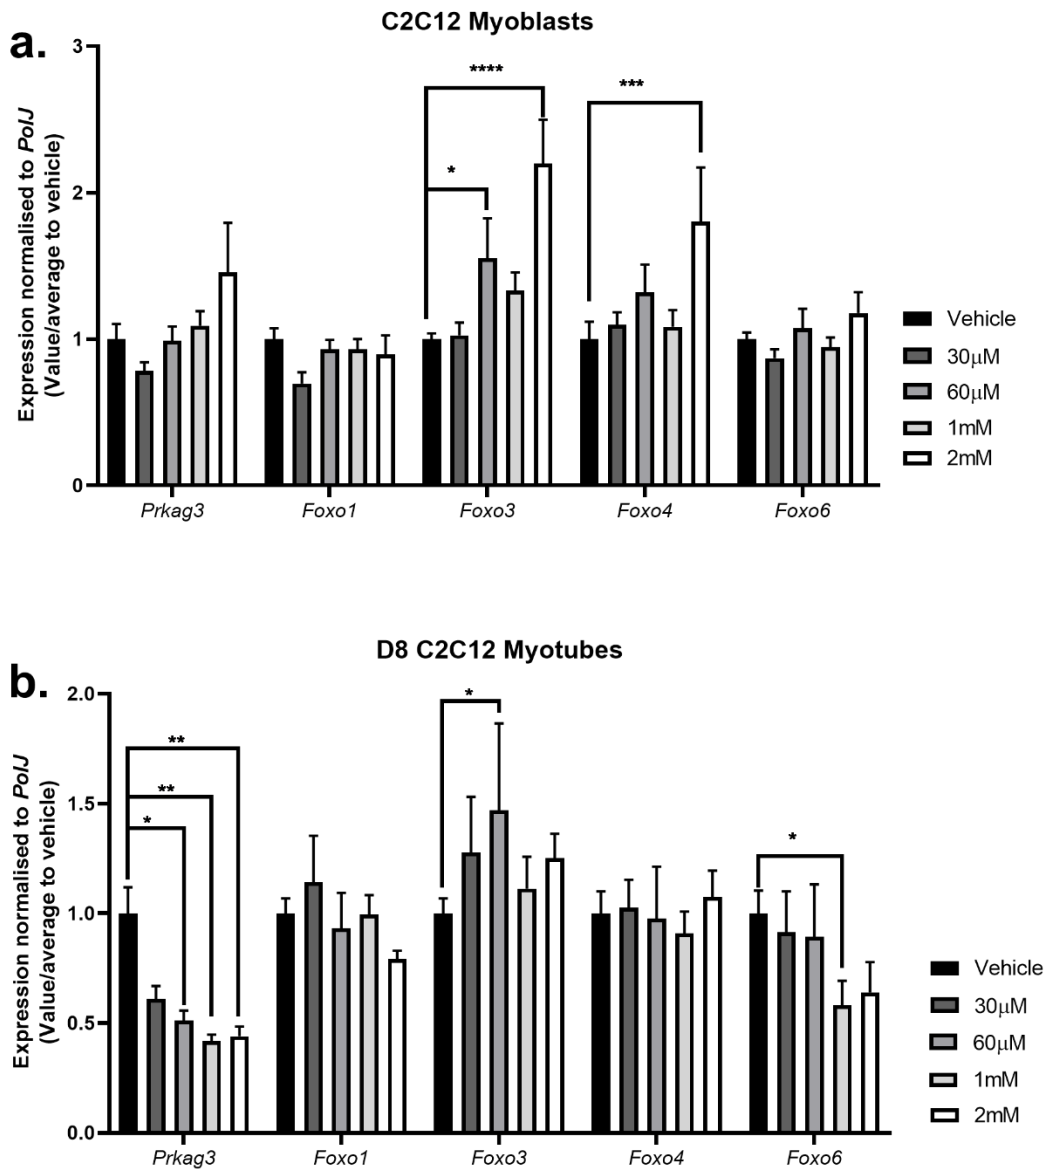 C2C12 Myoblasts
a.
Expression normalised to PolJ
(Value/average to vehicle)
3
2
1
0
****
*
***
Prkag3
Foxo1
Foxo3
Foxo4
Foxo6
Vehicle
30μM
60μM
1mM
2mM
D8 C2C12 Myotubes
b.
Expression normalised to PolJ
(Value/average to vehicle)
2.0
1.5
1.0
0.5
0.0
**
**
*
*
*
Prkag3
Foxo1
Foxo3
Foxo4
Foxo6
Vehicle
30μM
60μM
1mM
2mM